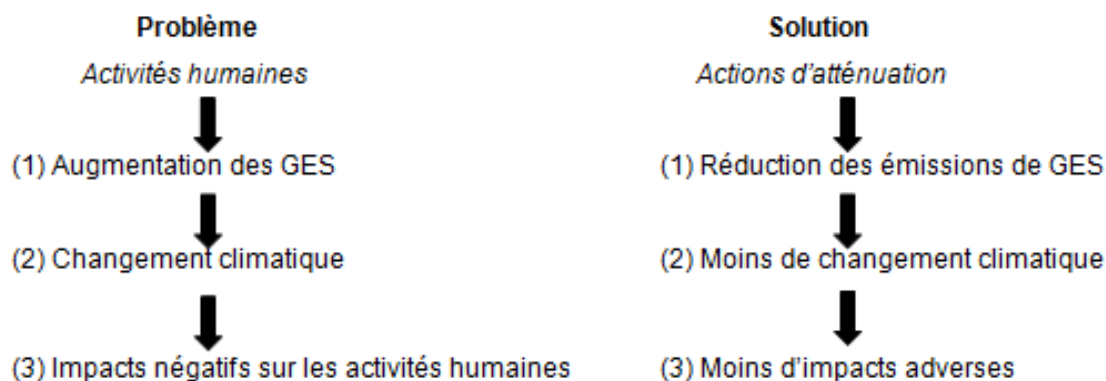 Problème
Activités humaines
(1) Augmentation des GES
(2) Changement climatique
(3) Impacts négatifs sur les activités humaines
Solution
Actions d'atténuation
(1) Réduction des émissions de GES
(2) Moins de changement climatique
(3) Moins d'impacts adverses